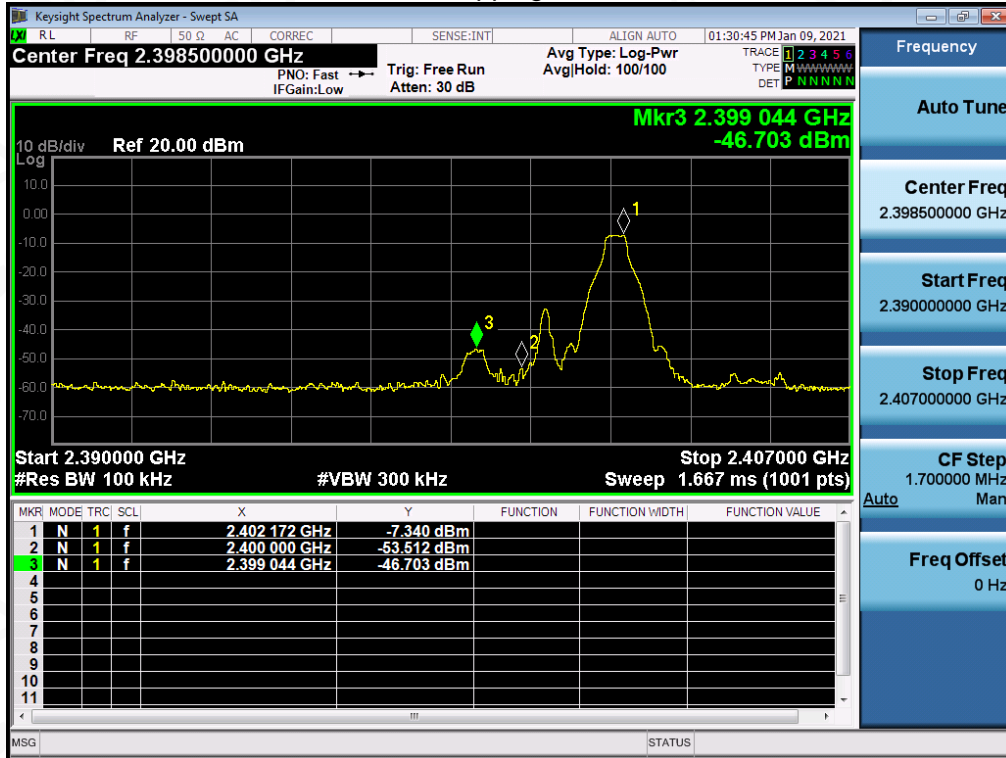 Keysight Spectrum Analyzer - Swept SA
LXI RL RF 50 Ω AC CORREC SENSE:INT ALIGN AUTO 01:30:45 PM Jan 09, 2021
Center Freq 2.398500000 GHz
PNO: Fast
IFGain:Low
Trig: Free Run
Atten: 30 dB
Avg Type: Log-Pwr
Avg|Hold: 100/100
TRACE 1 2 3 4 5 6
TYPE M WWWWW
DET P N N N N N
Mkr3 2.399 044 GHz
-46.703 dBm
10 dB/div Ref 20.00 dBm
Log
10.0
0.00
-10.0
-20.0
-30.0
-40.0
-50.0
-60.0
-70.0
1
2
3
Start 2.390000 GHz Stop 2.407000 GHz
#Res BW 100 kHz #VBW 300 kHz Sweep 1.667 ms (1001 pts)
MKR MODE TRC SCL X Y FUNCTION FUNCTION WIDTH FUNCTION VALUE
1 N 1 f 2.402 172 GHz -7.340 dBm
2 N 1 f 2.400 000 GHz -53.512 dBm
3 N 1 f 2.399 044 GHz -46.703 dBm
4
5
6
7
8
9
10
11
MSG STATUS
Frequency
Auto Tune
Center Freq
2.398500000 GHz
Start Freq
2.390000000 GHz
Stop Freq
2.407000000 GHz
CF Step
1.700000 MHz
Auto Man
Freq Offset
0 Hz